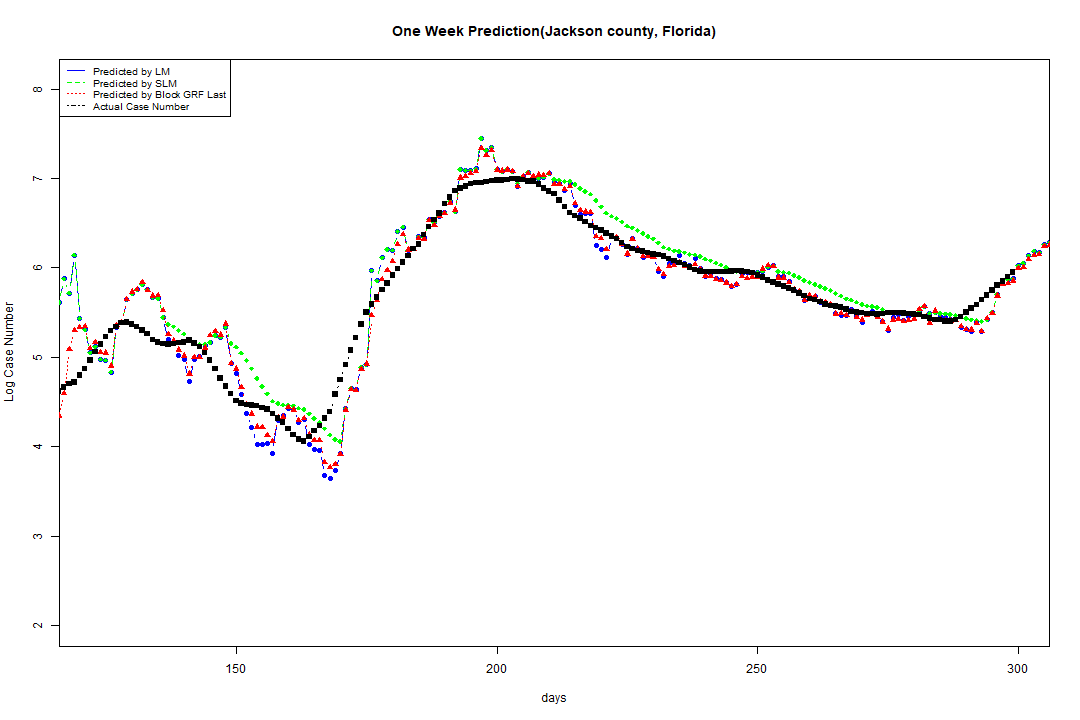 One Week Prediction(Jackson county, Florida)
Predicted by LM
Predicted by SLM
Predicted by Block GRF Last
Actual Case Number
8
7
6
5
4
3
2
Log Case Number
150
200
250
300
days